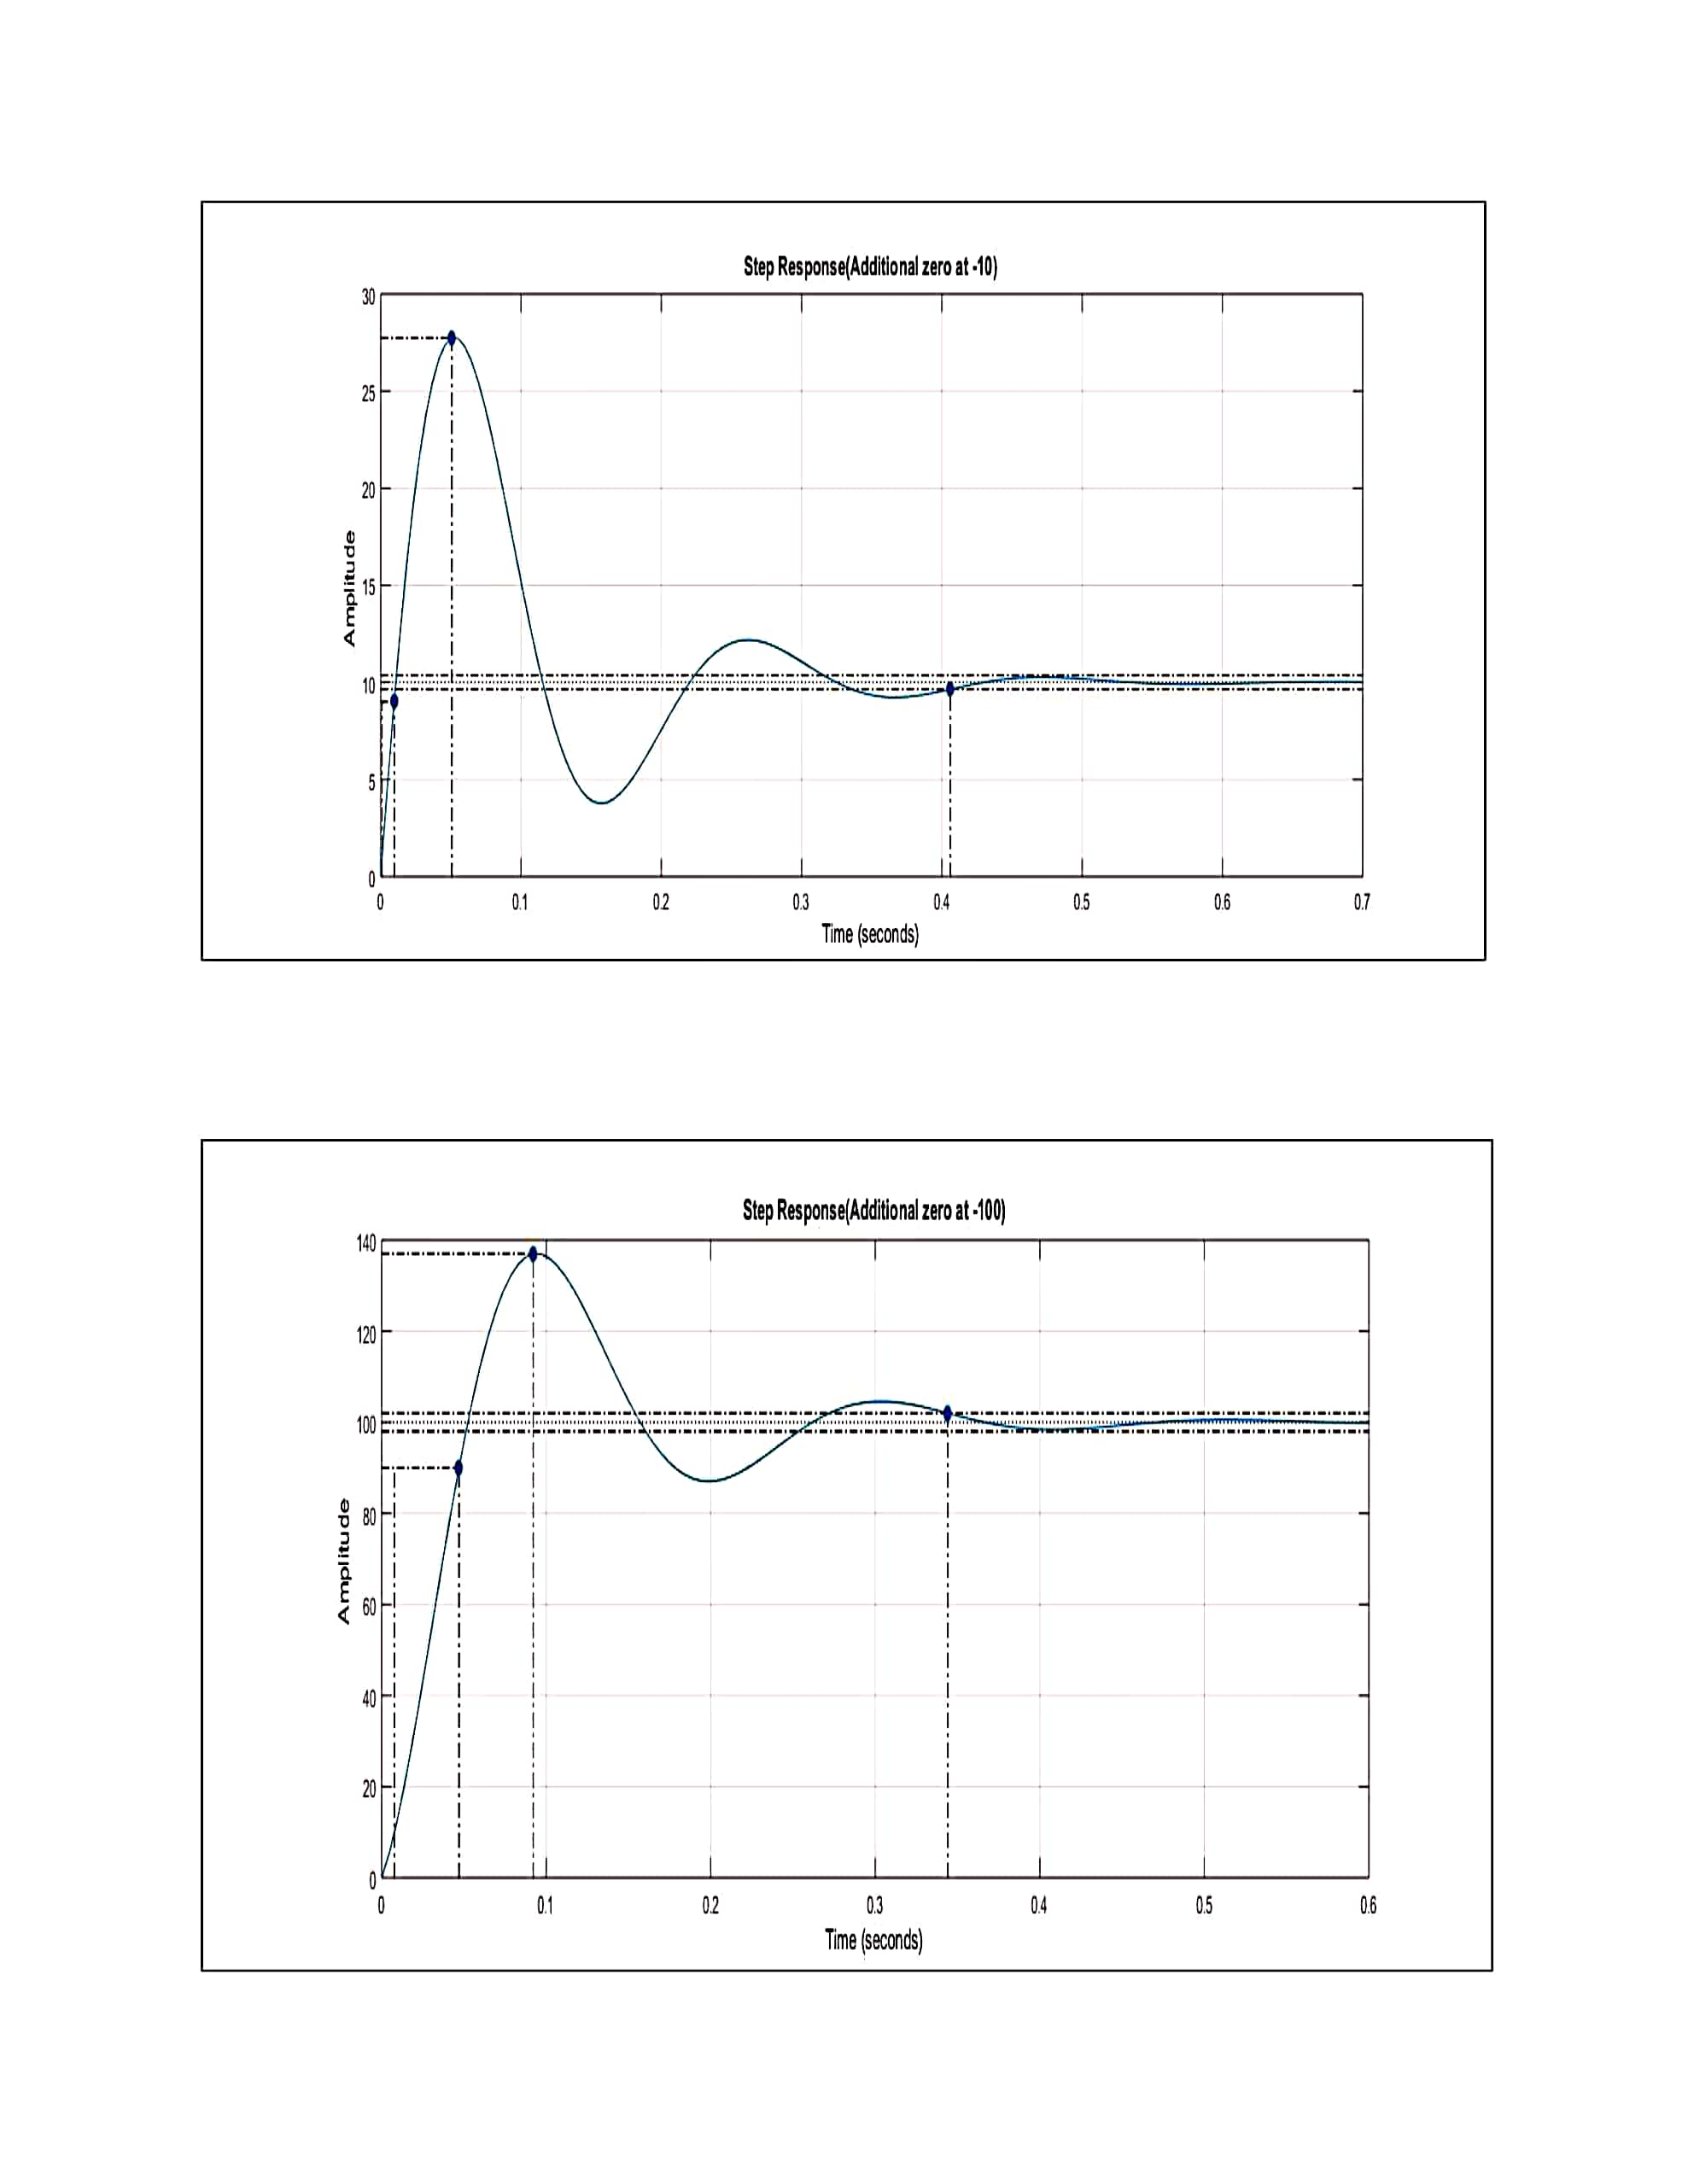 Step Response(Additional zero at -10)
30
25
20
15
10
5
0
Amplitude
0 0.1 0.2 0.3 0.4 0.5 0.6 0.7
Time (seconds)
Step Response(Additional zero at -100)
140
120
100
80
60
40
20
0
Amplitude
0 0.1 0.2 0.3 0.4 0.5 0.6
Time (seconds)